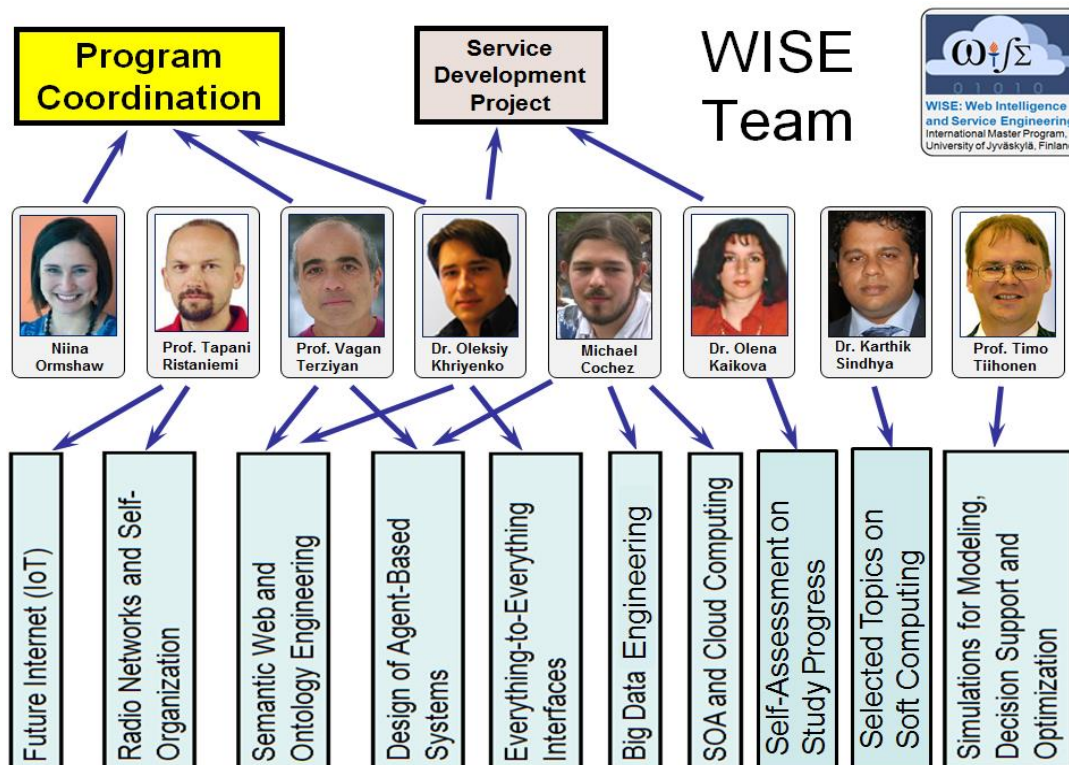 Program
Coordination
Service
Development
Project
WISE
Team
ωi∫Σ
01010
WISE: Web Intelligence
and Service Engineering
International Master Program,
University of Jyväskylä, Finland
Niina
Ormshaw
Prof. Tapani
Ristaniemi
Prof. Vagan
Terziyan
Dr. Oleksiy
Khriyenko
Michael
Cochez
Dr. Olena
Kaikova
Dr. Karthik
Sindhya
Prof. Timo
Tiihonen
Future Internet (IoT)
Radio Networks and Self-
Organization
Semantic Web and
Ontology Engineering
Design of Agent-Based
Systems
Everything-to-Everything
Interfaces
Big Data Engineering
SOA and Cloud Computing
Self-Assessment on
Study Progress
Selected Topics on
Soft Computing
Simulations for Modeling,
Decision Support and
Optimization